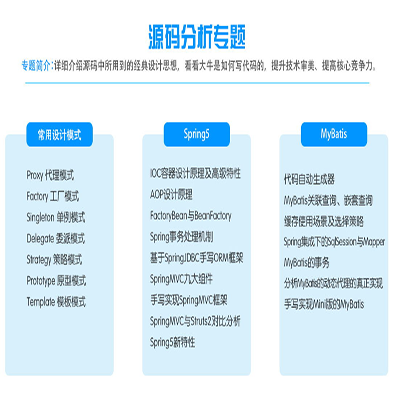 源码分析专题
专题简介:详细介绍源码中所用到的经典设计思想，看看大牛是如何写代码的，提升技术审美、提高核心竞争力。
常用设计模式
Proxy 代理模式
Factory 工厂模式
Singleton 单例模式
Delegate 委派模式
Strategy 策略模式
Prototype 原型模式
Template 模板模式
Spring5
IOC容器设计原理及高级特性
AOP设计原理
FactoryBean与BeanFactory
Spring事务处理机制
基于SpringJDBC手写ORM框架
SpringMVC九大组件
手写实现SpringMVC框架
SpringMVC与Struts2对比分析
Spring5新特性
MyBatis
代码自动生成器
MyBatis关联查询、嵌套查询
缓存使用场景及选择策略
Spring集成下的SqlSession与Mapper
MyBatis的事务
分析MyBatis的动态代理的真正实现
手写实现Mini版的MyBatis